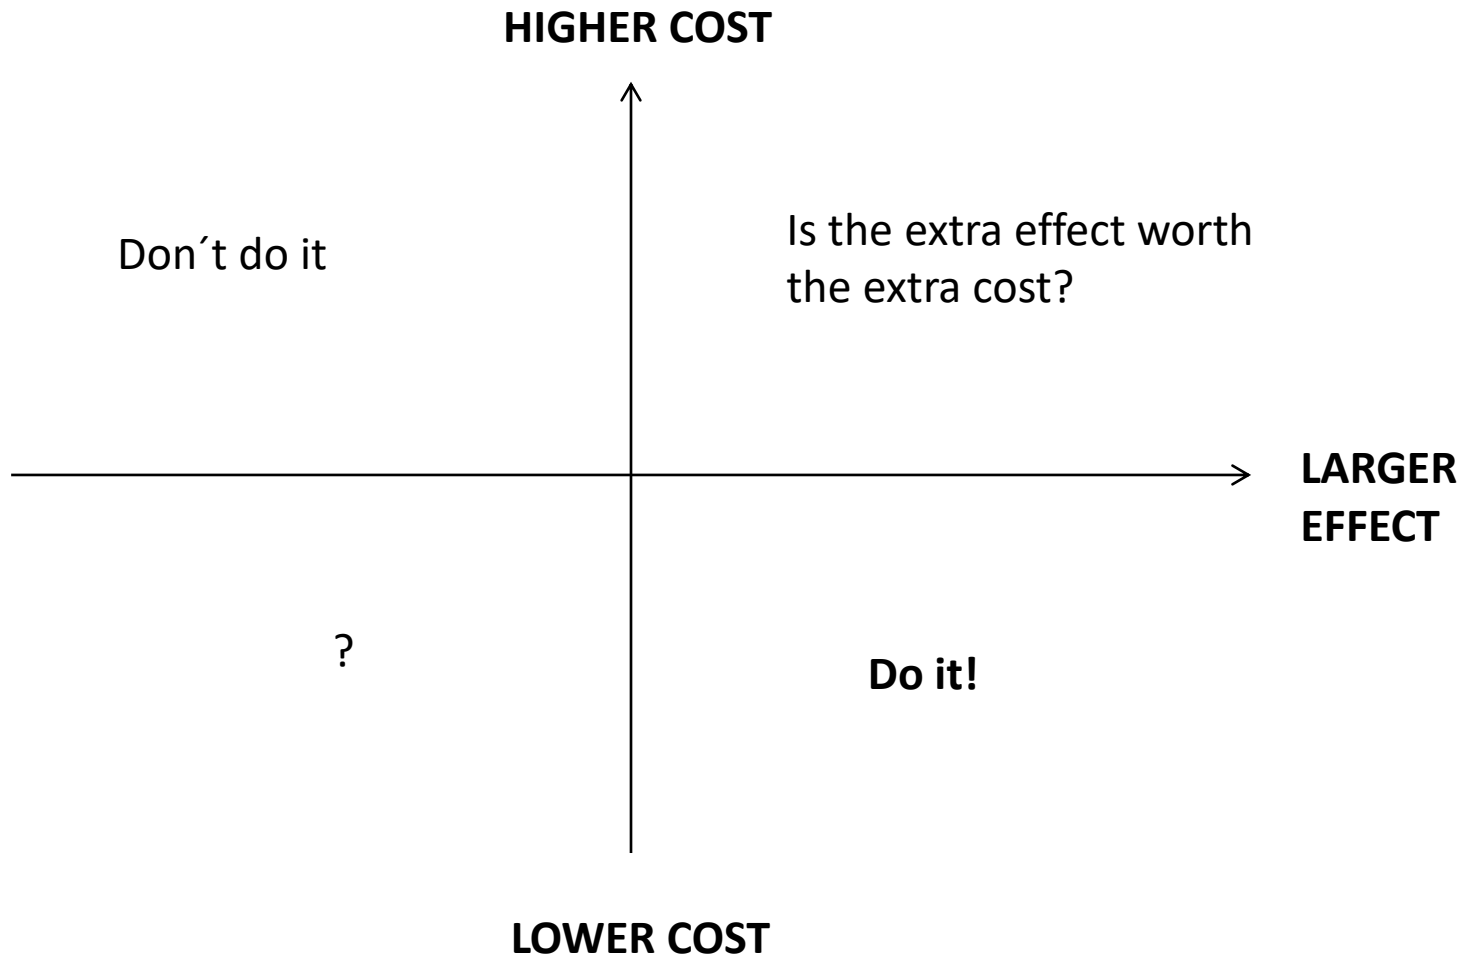 HIGHER COST
Don´t do it
Is the extra effect worth
the extra cost?
LARGER
EFFECT
?
Do it!
LOWER COST